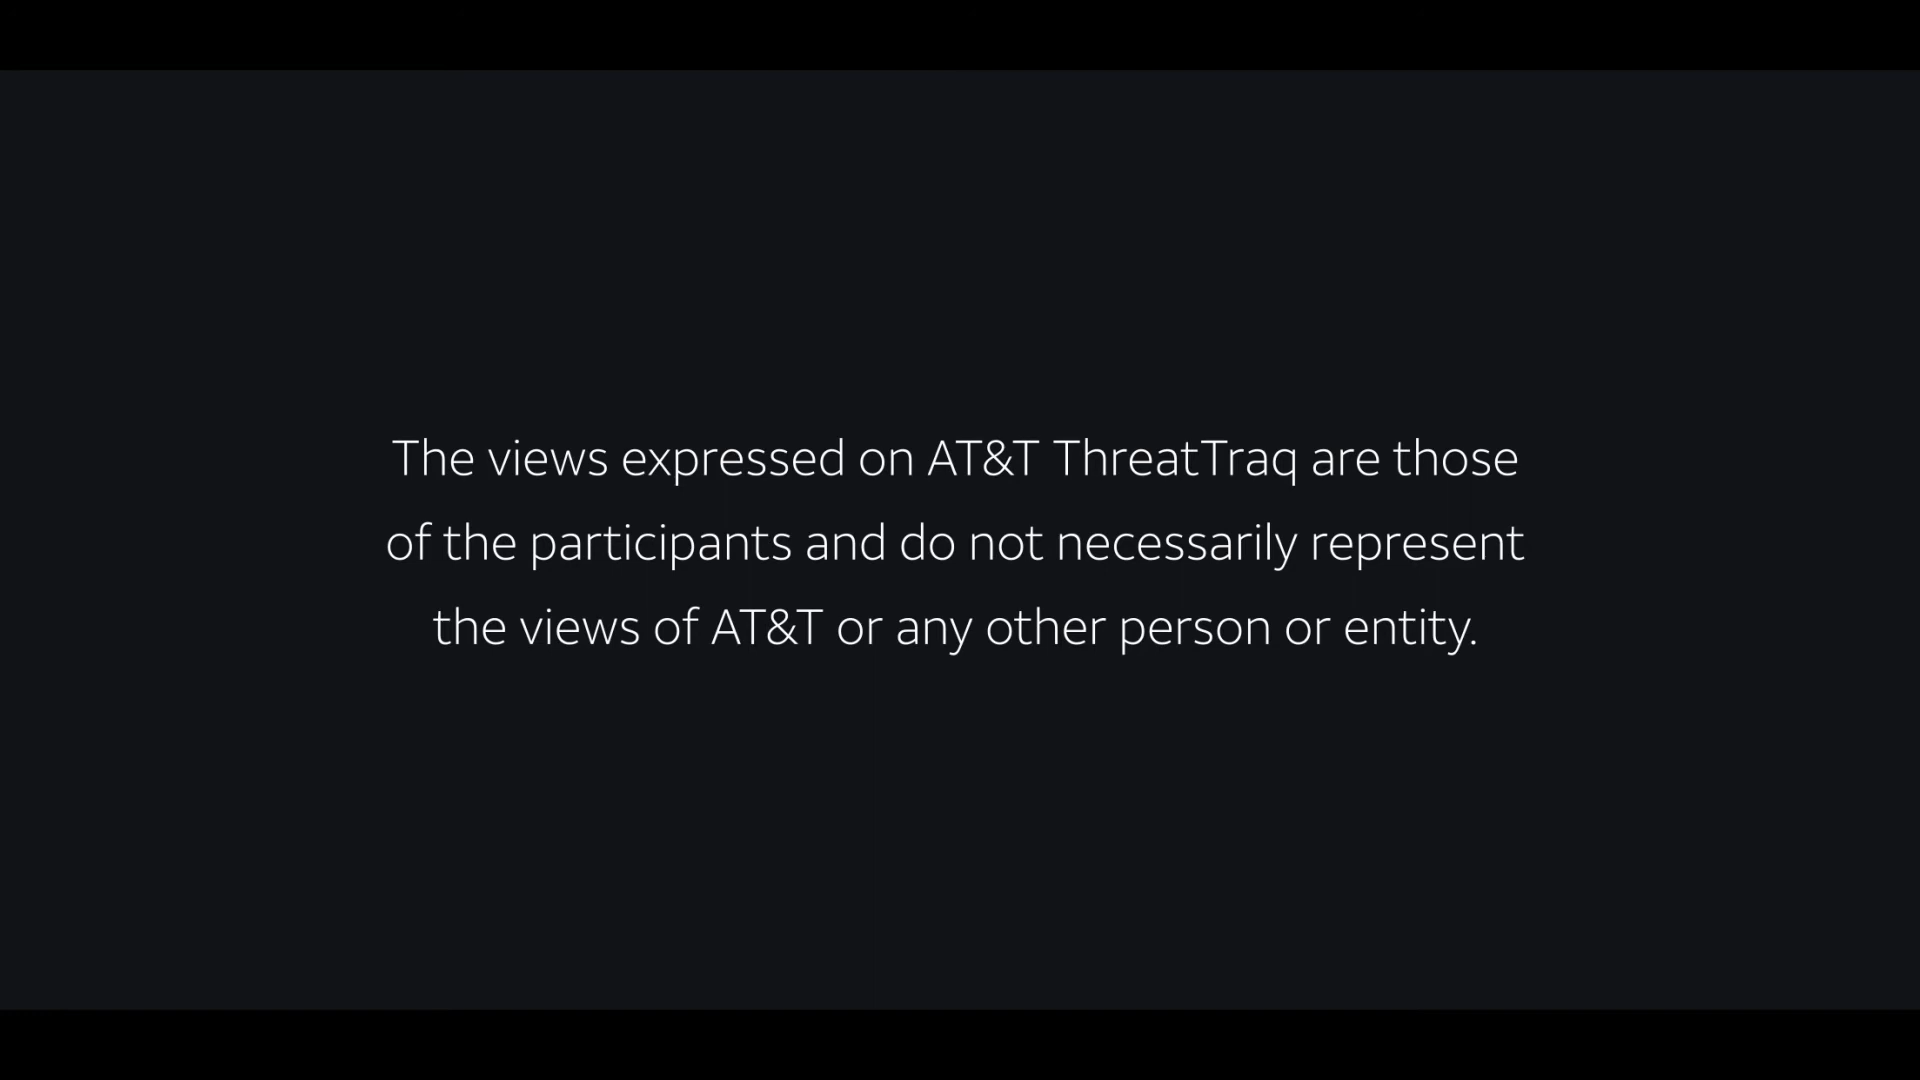 The views expressed on AT&T ThreatTraq are those
of the participants and do not necessarily represent
the views of AT&T or any other person or entity.